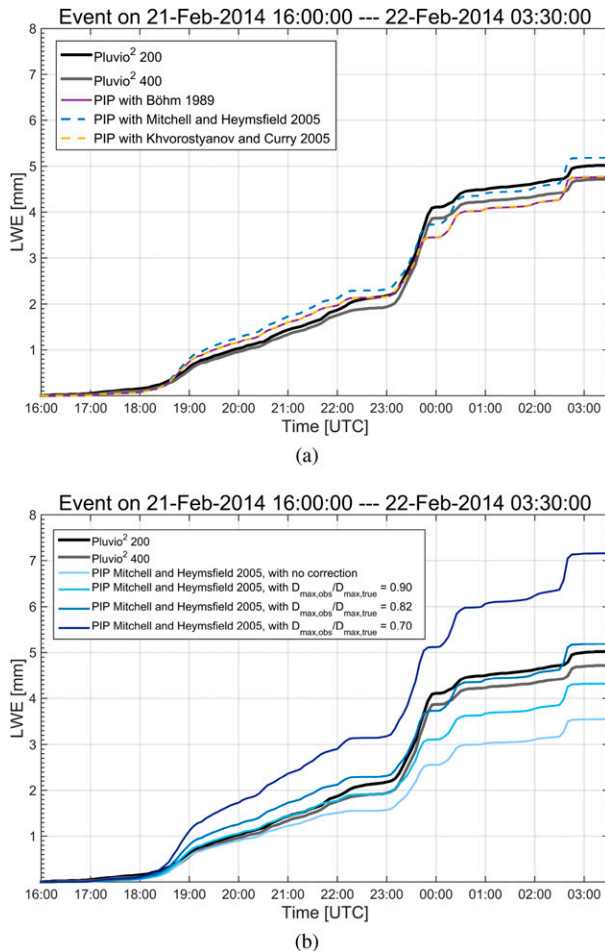 Event on 21-Feb-2014 16:00:00 --- 22-Feb-2014 03:30:00
8
7
6
5
4
3
2
1
LWE [mm]
Pluvio² 200
Pluvio² 400
PIP with Böhm 1989
PIP with Mitchell and Heymsfield 2005
PIP with Khvorostyanov and Curry 2005
16:00 17:00 18:00 19:00 20:00 21:00 22:00 23:00 00:00 01:00 02:00 03:00
Time [UTC]
(a)
Event on 21-Feb-2014 16:00:00 --- 22-Feb-2014 03:30:00
8
7
6
5
4
3
2
1
LWE [mm]
Pluvio² 200
Pluvio² 400
PIP Mitchell and Heymsfield 2005, with no correction
PIP Mitchell and Heymsfield 2005, with D_max,obs/D_max,true = 0.90
PIP Mitchell and Heymsfield 2005, with D_max,obs/D_max,true = 0.82
PIP Mitchell and Heymsfield 2005, with D_max,obs/D_max,true = 0.70
16:00 17:00 18:00 19:00 20:00 21:00 22:00 23:00 00:00 01:00 02:00 03:00
Time [UTC]
(b)